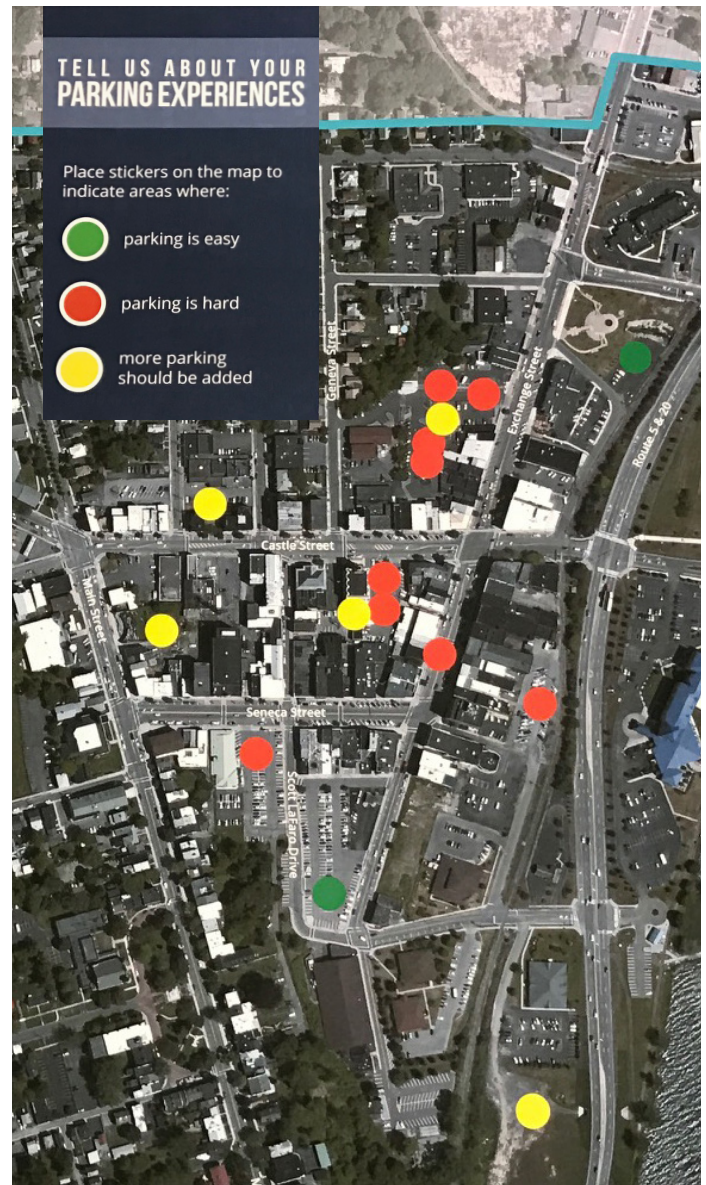 TELL US ABOUT YOUR
PARKING EXPERIENCES
Place stickers on the map to
indicate areas where:
parking is easy
parking is hard
more parking
should be added
Geneva Street
Exchange Street
Route 5 & 20
Castle Street
Main Street
Seneca Street
Scott LaFaro Drive